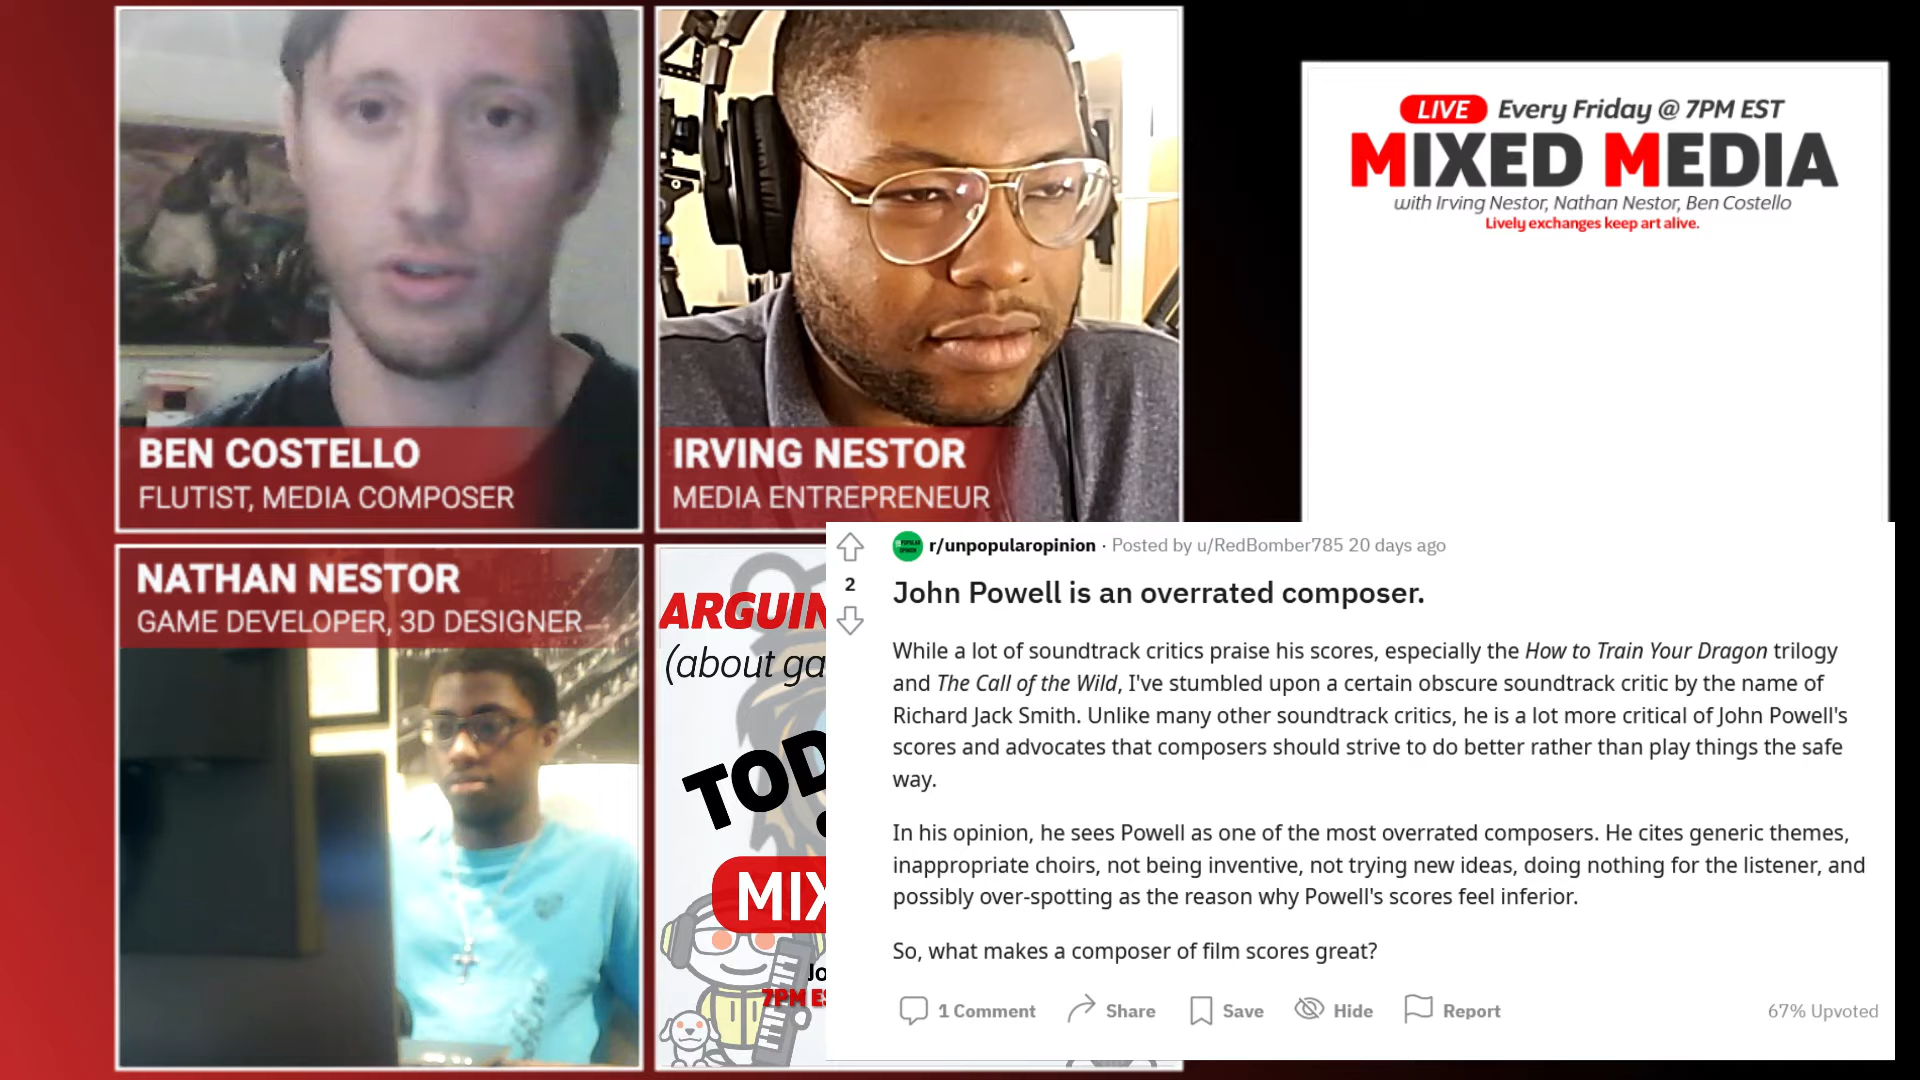 BEN COSTELLO
FLUTIST, MEDIA COMPOSER
IRVING NESTOR
MEDIA ENTREPRENEUR
LIVE Every Friday @ 7PM EST
MIXED MEDIA
with Irving Nestor, Nathan Nestor, Ben Costello
Lively exchanges keep art alive.
NATHAN NESTOR
GAME DEVELOPER, 3D DESIGNER
ARGUIN
(about ga
TOD
MIX
Jo
7PM ES
r/unpopularopinion · Posted by u/RedBomber785 20 days ago
2
John Powell is an overrated composer.
While a lot of soundtrack critics praise his scores, especially the How to Train Your Dragon trilogy
and The Call of the Wild, I've stumbled upon a certain obscure soundtrack critic by the name of
Richard Jack Smith. Unlike many other soundtrack critics, he is a lot more critical of John Powell's
scores and advocates that composers should strive to do better rather than play things the safe
way.
In his opinion, he sees Powell as one of the most overrated composers. He cites generic themes,
inappropriate choirs, not being inventive, not trying new ideas, doing nothing for the listener, and
possibly over-spotting as the reason why Powell's scores feel inferior.
So, what makes a composer of film scores great?
1 Comment Share Save Hide Report 67% Upvoted